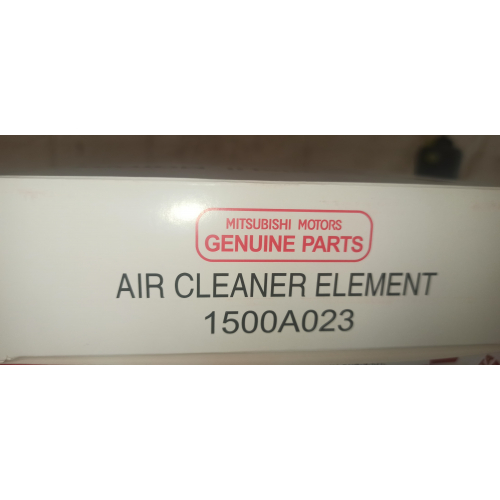 MITSUBISHI MOTORS
GENUINE PARTS
AIR CLEANER ELEMENT
1500A023